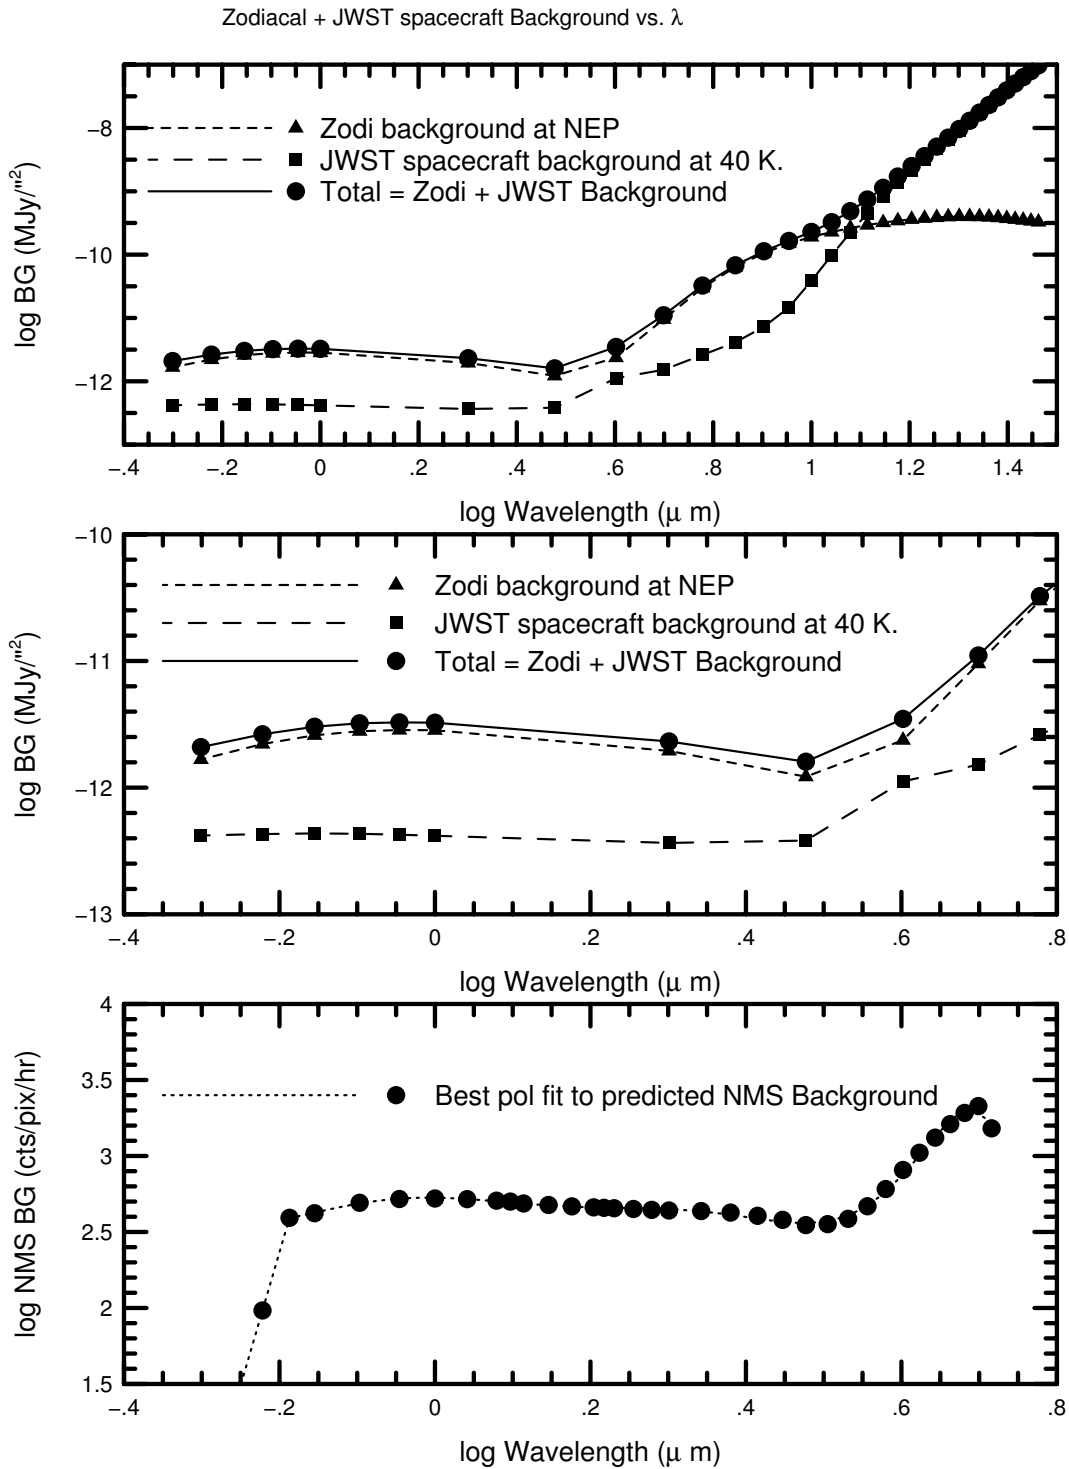 Zodiacal + JWST spacecraft Background vs. λ
log BG (MJy/'''²)
−8
−10
−12
Zodi background at NEP
JWST spacecraft background at 40 K.
Total = Zodi + JWST Background
−.4 −.2 0 .2 .4 .6 .8 1 1.2 1.4
log Wavelength (μ m)
log BG (MJy/'''²)
−10
−11
−12
−13
Zodi background at NEP
JWST spacecraft background at 40 K.
Total = Zodi + JWST Background
−.4 −.2 0 .2 .4 .6 .8
log Wavelength (μ m)
log NMS BG (cts/pix/hr)
4
3.5
3
2.5
2
1.5
Best pol fit to predicted NMS Background
−.4 −.2 0 .2 .4 .6 .8
log Wavelength (μ m)